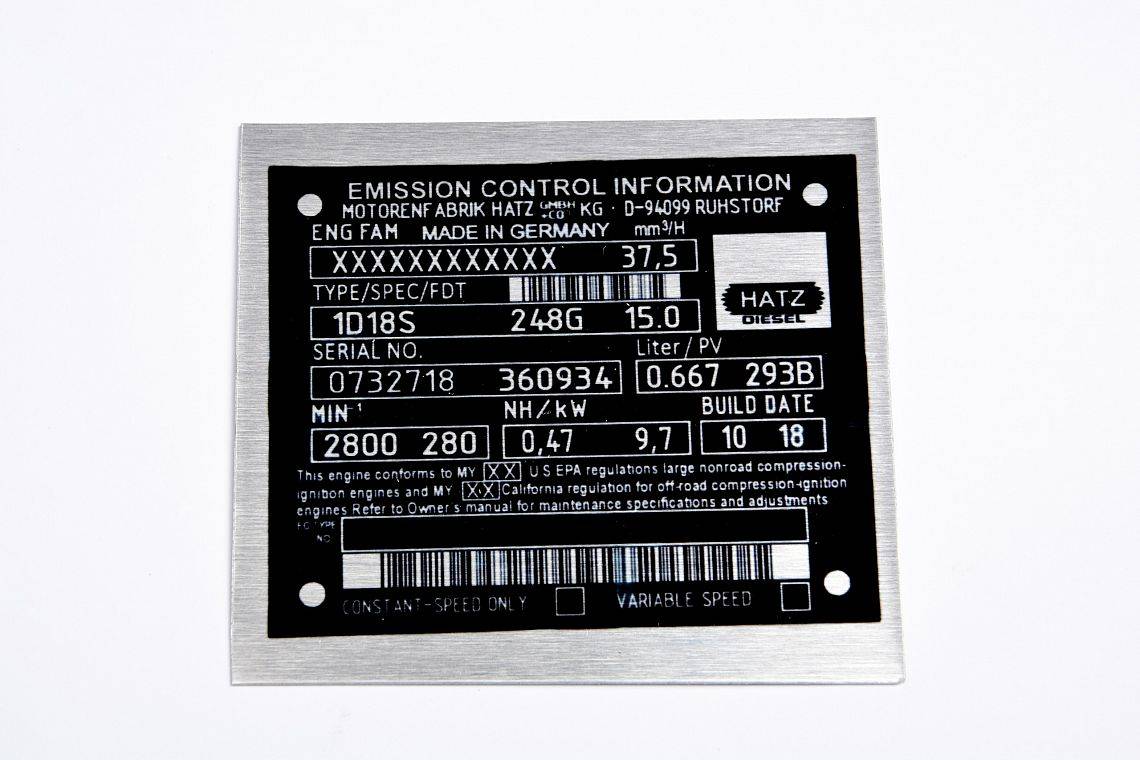 EMISSION CONTROL INFORMATION
MOTORENFABRIK HATZ GMBH +CO KG · D-94099 RUHSTORF
ENG FAM MADE IN GERMANY mm³/H
XXXXXXXXXXXX 37,5
TYPE/SPEC/FDT
HATZ
DIESEL
1D18S 248G 15.0
SERIAL NO. Liter/PV
0732718 360934 0.667 293B
MIN⁻¹ NH/kW BUILD DATE
2800 280 0,47 9,7 10 18
This engine conforms to MY XX US EPA regulations large nonroad compression-
ignition engines and MY XX California regulation for off-road compression-ignition
engines Refer to Owner's manual for maintenance specifications and adjustments
EG TYPE
NO.
CONSTANT-SPEED ONLY VARIABLE SPEED